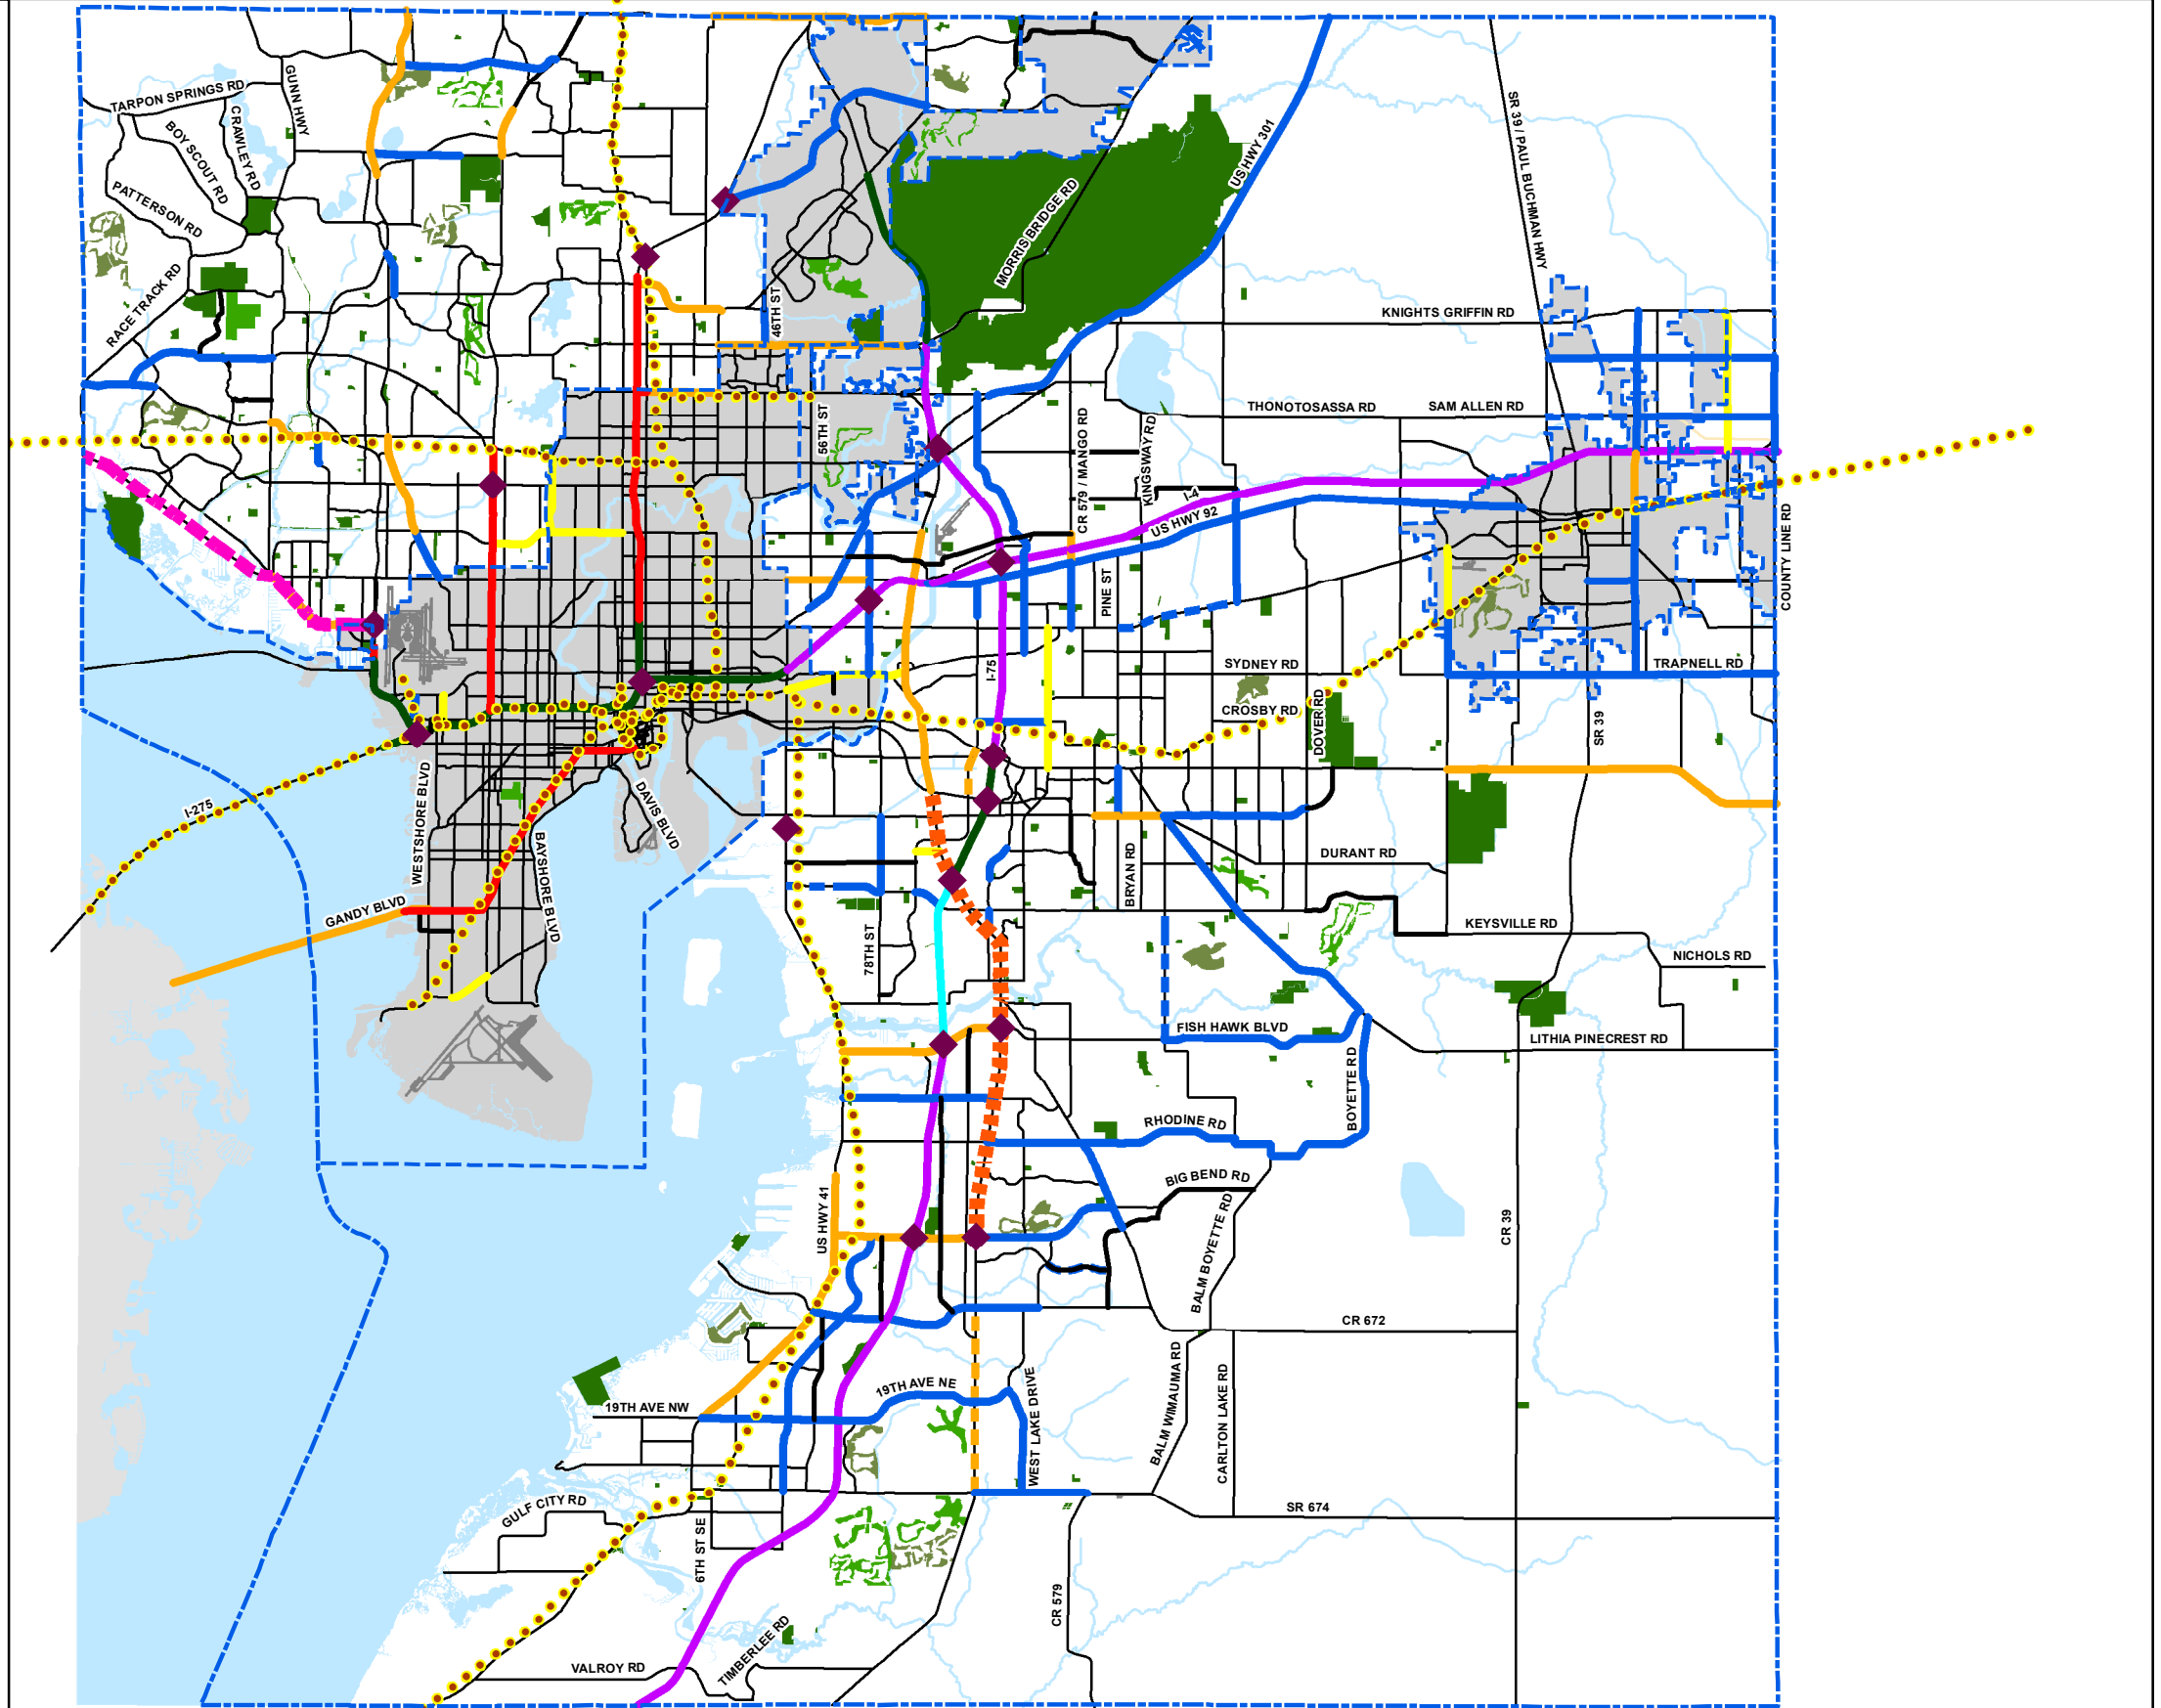 TARPON SPRINGS RD
GUNN HWY
CRAWLEY RD
BOY SCOUT RD
PATTERSON RD
RACE TRACK RD
46TH ST
56TH ST
MORRIS BRIDGE RD
US HWY 301
SR 39 / PAUL BUCHMAN HWY
KNIGHTS GRIFFIN RD
THONOTOSASSA RD
SAM ALLEN RD
CR 579 / MANGO RD
KINGSWAY RD
I-4
US HWY 92
COUNTY LINE RD
PINE ST
I-75
SYDNEY RD
TRAPNELL RD
CROSBY RD
DOVER RD
SR 39
I-275
WESTSHORE BLVD
DAVIS BLVD
BAYSHORE BLVD
GANDY BLVD
DURANT RD
BRYAN RD
78TH ST
KEYSVILLE RD
NICHOLS RD
FISH HAWK BLVD
LITHIA PINECREST RD
BOYETTE RD
RHODINE RD
BIG BEND RD
US HWY 41
BALM BOYETTE RD
CR 39
CR 672
19TH AVE NE
19TH AVE NW
WEST LAKE DRIVE
BALM WIMAUMA RD
CARLTON LAKE RD
GULF CITY RD
SR 674
6TH ST SE
CR 579
TIMBERLEE RD
VALROY RD